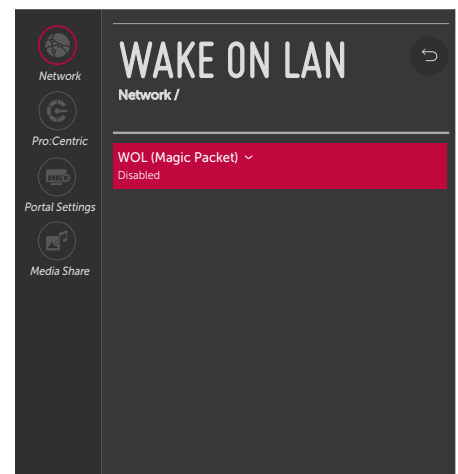 Network
Pro:Centric
Portal Settings
Media Share
WAKE ON LAN
Network /
WOL (Magic Packet)
Disabled